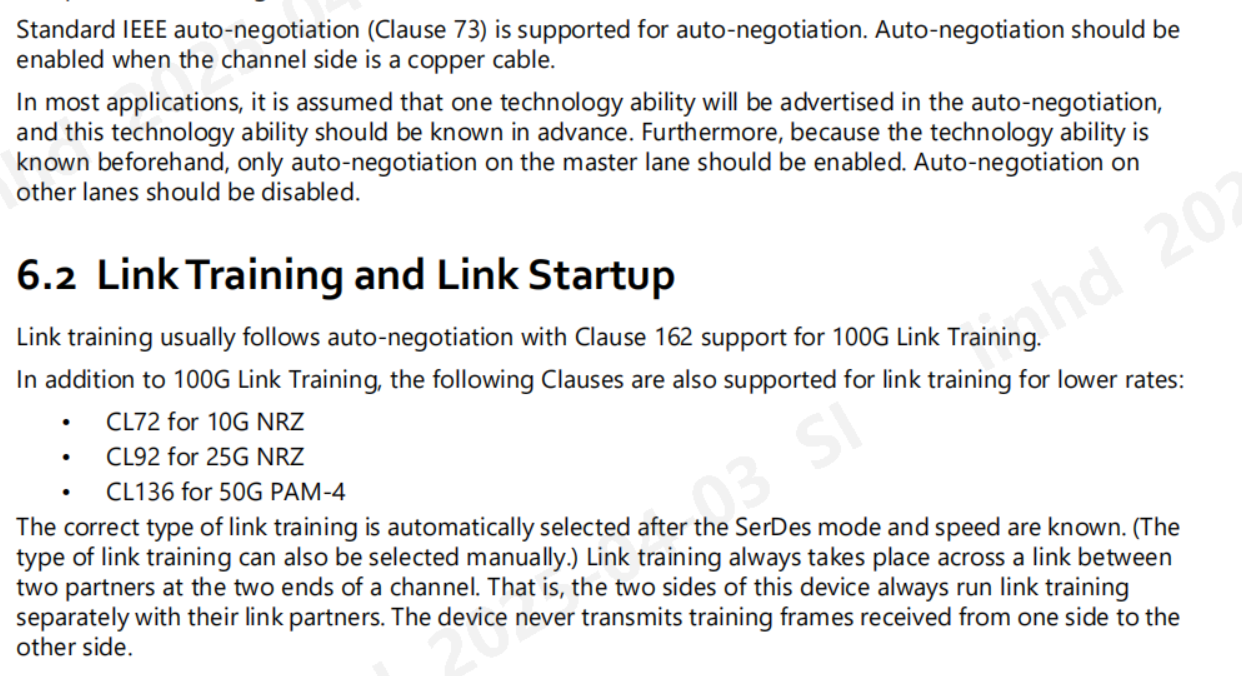 Standard IEEE auto-negotiation (Clause 73) is supported for auto-negotiation. Auto-negotiation should be
enabled when the channel side is a copper cable.
In most applications, it is assumed that one technology ability will be advertised in the auto-negotiation,
and this technology ability should be known in advance. Furthermore, because the technology ability is
known beforehand, only auto-negotiation on the master lane should be enabled. Auto-negotiation on
other lanes should be disabled.
6.2 Link Training and Link Startup
Link training usually follows auto-negotiation with Clause 162 support for 100G Link Training.
In addition to 100G Link Training, the following Clauses are also supported for link training for lower rates:
• CL72 for 10G NRZ
• CL92 for 25G NRZ
• CL136 for 50G PAM-4
The correct type of link training is automatically selected after the SerDes mode and speed are known. (The
type of link training can also be selected manually.) Link training always takes place across a link between
two partners at the two ends of a channel. That is, the two sides of this device always run link training
separately with their link partners. The device never transmits training frames received from one side to the
other side.
linhd 202
2025-04-03 SI